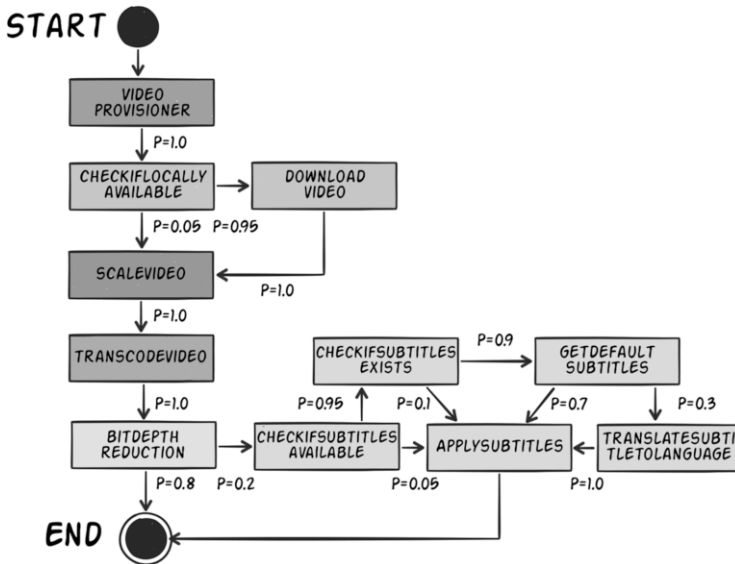 START
VIDEO
PROVISIONER
P=1.0
CHECKIFLOCALLY
AVAILABLE
DOWNLOAD
VIDEO
P=0.05
P=0.95
SCALEVIDEO
P=1.0
P=1.0
TRANSCODEVIDEO
CHECKIFSUBTITLES
EXISTS
P=0.9
GETDEFAULT
SUBTITLES
P=1.0
P=0.95
P=0.1
P=0.7
P=0.3
BITDEPTH
REDUCTION
CHECKIFSUBTITLES
AVAILABLE
APPLYSUBTITLES
TRANSLATESUBTI
TLETOLANGUAGE
P=0.8
P=0.2
P=0.05
P=1.0
END